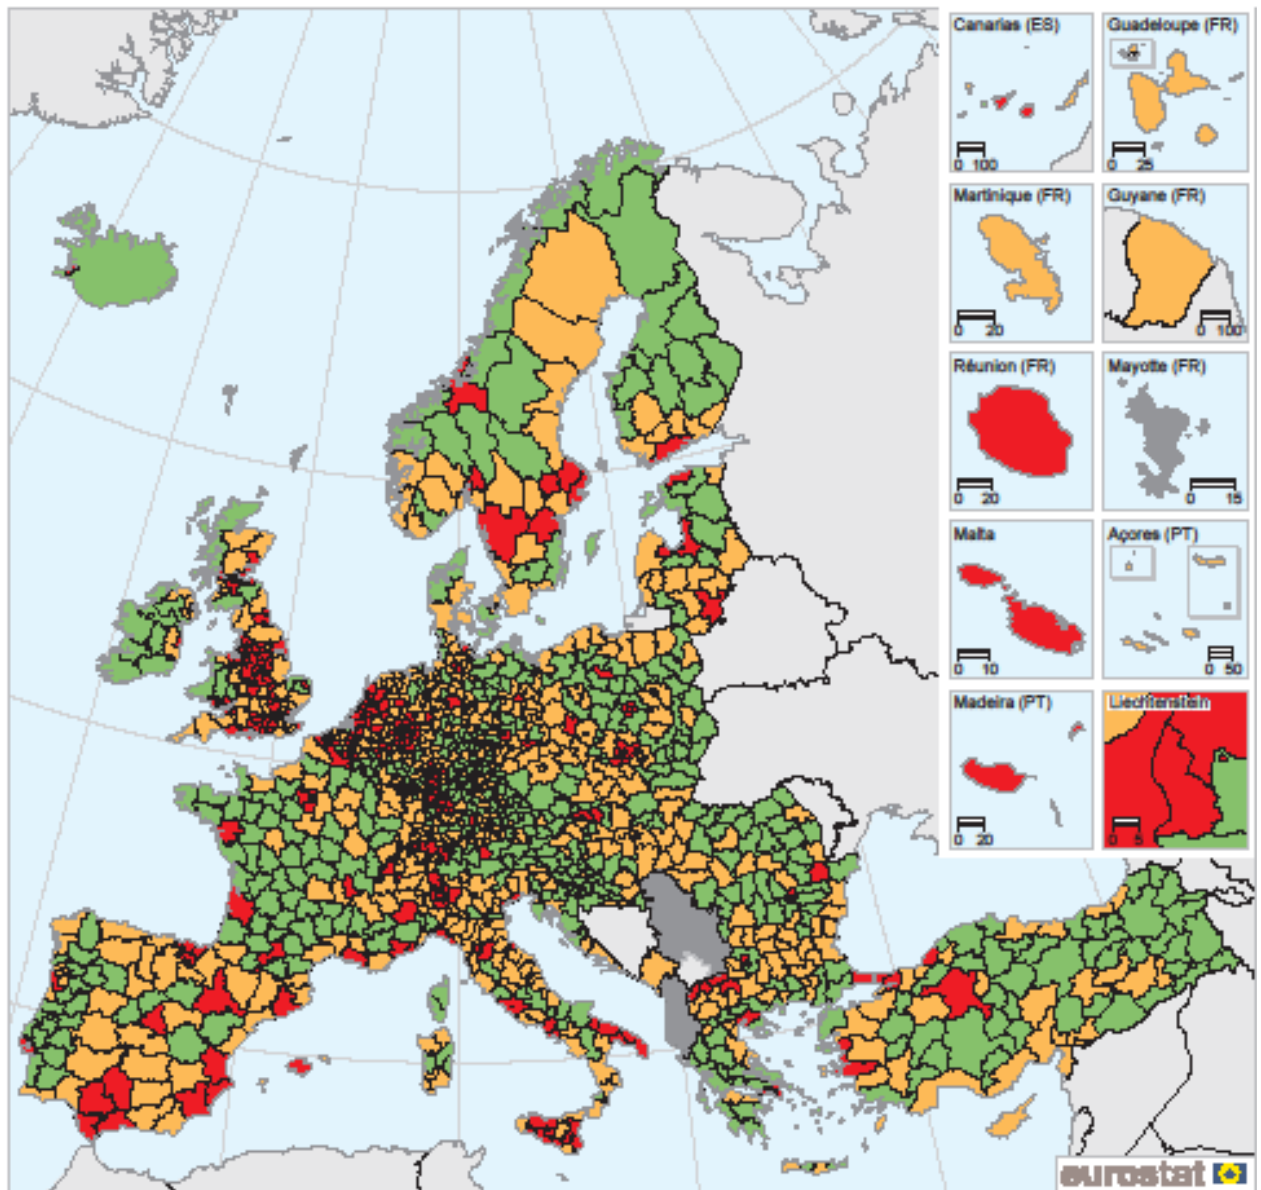 Canarias (ES)
0 100
Guadeloupe (FR)
0 25
Martinique (FR)
0 20
Guyane (FR)
0 100
Réunion (FR)
0 20
Mayotte (FR)
0 15
Malta
0 10
Açores (PT)
0 50
Madeira (PT)
0 20
Liechtenstein
0 5
eurostat